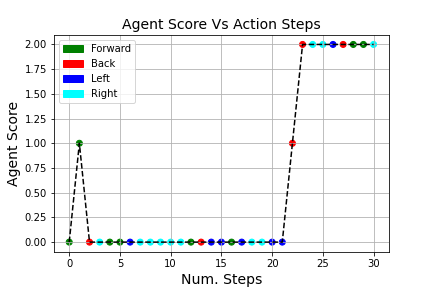 Agent Score Vs Action Steps
Agent Score
2.00
1.75
1.50
1.25
1.00
0.75
0.50
0.25
0.00
Forward
Back
Left
Right
0 5 10 15 20 25 30
Num. Steps